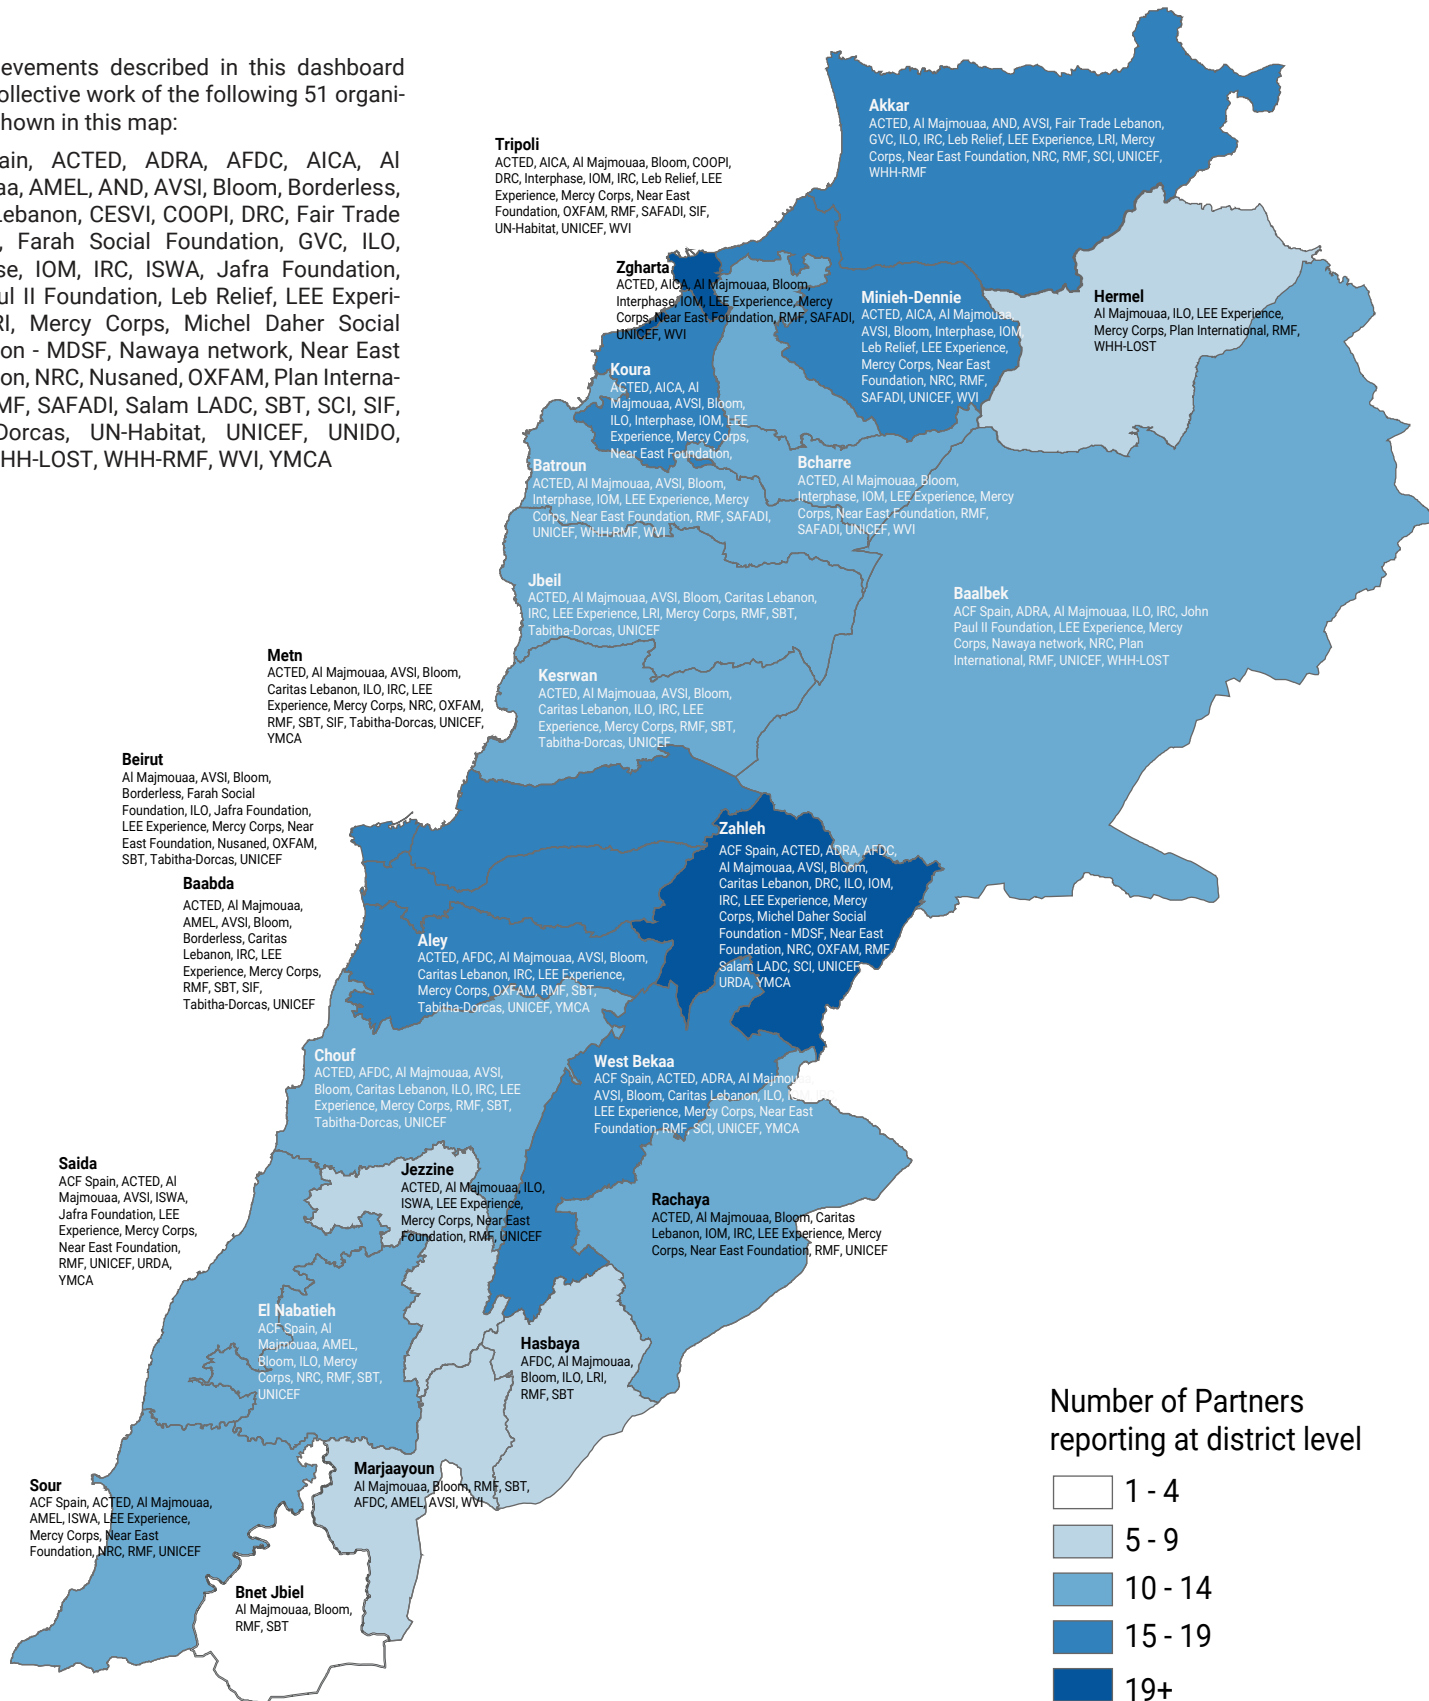 evements described in this dashboard
ollective work of the following 51 organi-
hown in this map:
ain, ACTED, ADRA, AFDC, AICA, Al
aa, AMEL, AND, AVSI, Bloom, Borderless,
Lebanon, CESVI, COOPI, DRC, Fair Trade
, Farah Social Foundation, GVC, ILO,
se, IOM, IRC, ISWA, Jafra Foundation,
ul II Foundation, Leb Relief, LEE Experi-
RI, Mercy Corps, Michel Daher Social
on - MDSF, Nawaya network, Near East
on, NRC, Nusaned, OXFAM, Plan Interna-
MF, SAFADI, Salam LADC, SBT, SCI, SIF,
Dorcas, UN-Habitat, UNICEF, UNIDO,
HH-LOST, WHH-RMF, WVI, YMCA
Akkar
ACTED, Al Majmouaa, AND, AVSI, Fair Trade Lebanon,
GVC, ILO, IRC, Leb Relief, LEE Experience, LRI, Mercy
Corps, Near East Foundation, NRC, RMF, SCI, UNICEF,
WHH-RMF
Tripoli
ACTED, AICA, Al Majmouaa, Bloom, COOPI,
DRC, Interphase, IOM, IRC, Leb Relief, LEE
Experience, Mercy Corps, Near East
Foundation, OXFAM, RMF, SAFADI, SIF,
UN-Habitat, UNICEF, WVI
Zgharta
ACTED, AICA, Al Majmouaa, Bloom,
Interphase, IOM, LEE Experience, Mercy
Corps, Near East Foundation, RMF, SAFADI,
UNICEF, WVI
Minieh-Dennie
ACTED, AICA, Al Majmouaa,
AVSI, Bloom, Interphase, IOM,
Leb Relief, LEE Experience,
Mercy Corps, Near East
Foundation, NRC, RMF,
SAFADI, UNICEF, WVI
Hermel
Al Majmouaa, ILO, LEE Experience,
Mercy Corps, Plan International, RMF,
WHH-LOST
Koura
ACTED, AICA, Al
Majmouaa, AVSI, Bloom,
ILO, Interphase, IOM, LEE
Experience, Mercy Corps,
Near East Foundation,
Batroun
ACTED, Al Majmouaa, AVSI, Bloom,
Interphase, IOM, LEE Experience, Mercy
Corps, Near East Foundation, RMF, SAFADI,
UNICEF, WHH-RMF, WVI
Bcharre
ACTED, Al Majmouaa, Bloom,
Interphase, IOM, LEE Experience, Mercy
Corps, Near East Foundation, RMF,
SAFADI, UNICEF, WVI
Jbeil
ACTED, Al Majmouaa, AVSI, Bloom, Caritas Lebanon,
IRC, LEE Experience, LRI, Mercy Corps, RMF, SBT,
Tabitha-Dorcas, UNICEF
Baalbek
ACF Spain, ADRA, Al Majmouaa, ILO, IRC, John
Paul II Foundation, LEE Experience, Mercy
Corps, Nawaya network, NRC, Plan
International, RMF, UNICEF, WHH-LOST
Metn
ACTED, Al Majmouaa, AVSI, Bloom,
Caritas Lebanon, ILO, IRC, LEE
Experience, Mercy Corps, NRC, OXFAM,
RMF, SBT, SIF, Tabitha-Dorcas, UNICEF,
YMCA
Kesrwan
ACTED, Al Majmouaa, AVSI, Bloom,
Caritas Lebanon, ILO, IRC, LEE
Experience, Mercy Corps, RMF, SBT,
Tabitha-Dorcas, UNICEF
Beirut
Al Majmouaa, AVSI, Bloom,
Borderless, Farah Social
Foundation, ILO, Jafra Foundation,
LEE Experience, Mercy Corps, Near
East Foundation, Nusaned, OXFAM,
SBT, Tabitha-Dorcas, UNICEF
Zahleh
ACF Spain, ACTED, ADRA, AFDC,
Al Majmouaa, AVSI, Bloom,
Caritas Lebanon, DRC, ILO, IOM,
IRC, LEE Experience, Mercy
Corps, Michel Daher Social
Foundation - MDSF, Near East
Foundation, NRC, OXFAM, RMF,
Salam LADC, SCI, UNICEF,
URDA, YMCA
Baabda
ACTED, Al Majmouaa,
AMEL, AVSI, Bloom,
Borderless, Caritas
Lebanon, IRC, LEE
Experience, Mercy Corps,
RMF, SBT, SIF,
Tabitha-Dorcas, UNICEF
Aley
ACTED, AFDC, Al Majmouaa, AVSI, Bloom,
Caritas Lebanon, IRC, LEE Experience,
Mercy Corps, OXFAM, RMF, SBT,
Tabitha-Dorcas, UNICEF, YMCA
Chouf
ACTED, AFDC, Al Majmouaa, AVSI,
Bloom, Caritas Lebanon, ILO, IRC, LEE
Experience, Mercy Corps, RMF, SBT,
Tabitha-Dorcas, UNICEF
West Bekaa
ACF Spain, ACTED, ADRA, Al Majmou
AVSI, Bloom, Caritas Lebanon, ILO,
LEE Experience, Mercy Corps, Near East
Foundation, RMF, SCI, UNICEF, YMCA
Saida
ACF Spain, ACTED, Al
Majmouaa, AVSI, ISWA,
Jafra Foundation, LEE
Experience, Mercy Corps,
Near East Foundation,
RMF, UNICEF, URDA,
YMCA
Jezzine
ACTED, Al Majmouaa, ILO,
ISWA, LEE Experience,
Mercy Corps, Near East
Foundation, RMF, UNICEF
Rachaya
ACTED, Al Majmouaa, Bloom, Caritas
Lebanon, IOM, IRC, LEE Experience, Mercy
Corps, Near East Foundation, RMF, UNICEF
El Nabatieh
ACF Spain, Al
Majmouaa, AMEL,
Bloom, ILO, Mercy
Corps, NRC, RMF, SBT,
UNICEF
Hasbaya
AFDC, Al Majmouaa,
Bloom, ILO, LRI,
RMF, SBT
Marjaayoun
Al Majmouaa, Bloom, RMF, SBT,
AFDC, AMEL, AVSI, WVI
Sour
ACF Spain, ACTED, Al Majmouaa,
AMEL, ISWA, LEE Experience,
Mercy Corps, Near East
Foundation, NRC, RMF, UNICEF
Bnet Jbiel
Al Majmouaa, Bloom,
RMF, SBT
Number of Partners
reporting at district level
1 - 4
5 - 9
10 - 14
15 - 19
19+